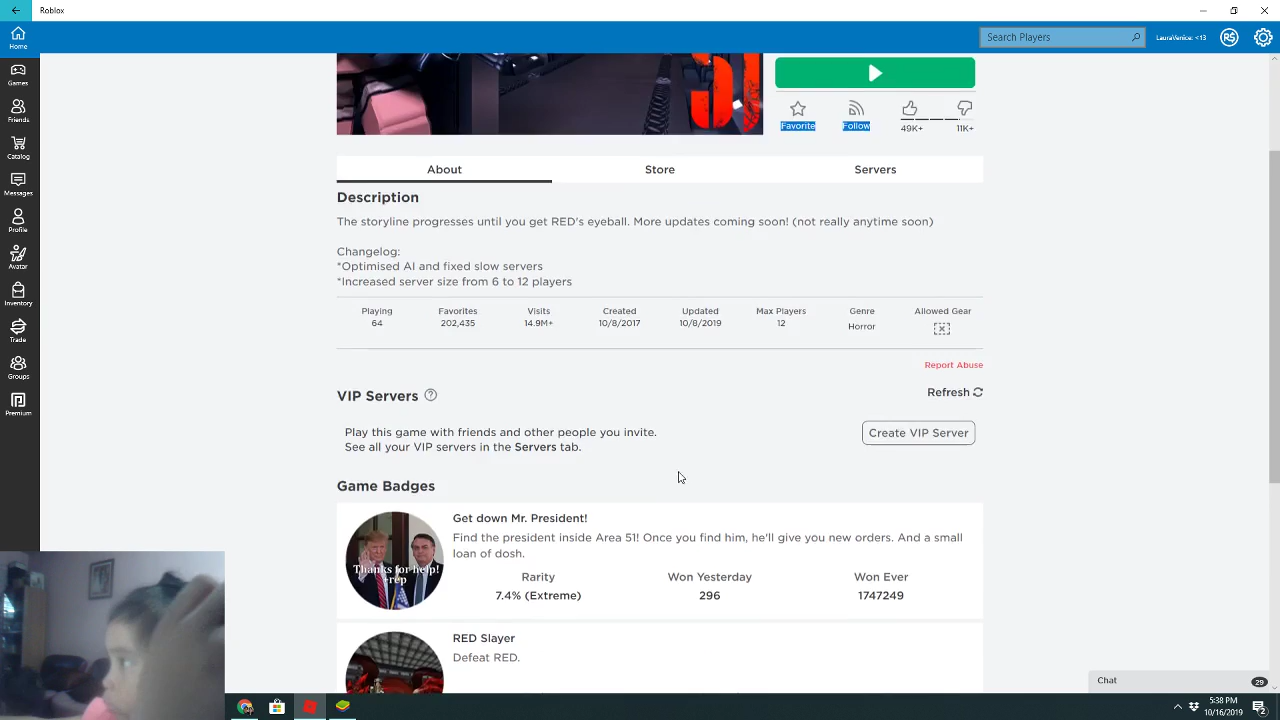 Roblox
Home
Search Players
LauraVenice: <13
Games
Friends
Catalog
Messages
Profile
Avatar
Inventory
Trade
Groups
Premium
Favorite
Follow
49K+
11K+
About
Store
Servers
Description
The storyline progresses until you get RED's eyeball. More updates coming soon! (not really anytime soon)
Changelog:
*Optimised AI and fixed slow servers
*Increased server size from 6 to 12 players
Playing Favorites Visits Created Updated Max Players Genre Allowed Gear
64 202,435 14.9M+ 10/8/2017 10/8/2019 12 Horror
Report Abuse
VIP Servers
Refresh
Play this game with friends and other people you invite.
See all your VIP servers in the Servers tab.
Create VIP Server
Game Badges
Get down Mr. President!
Find the president inside Area 51! Once you find him, he'll give you new orders. And a small
loan of dosh.
Thanks for help!
+rep
Rarity Won Yesterday Won Ever
7.4% (Extreme) 296 1747249
RED Slayer
Defeat RED.
Chat
29
5:38 PM
10/16/2019
2